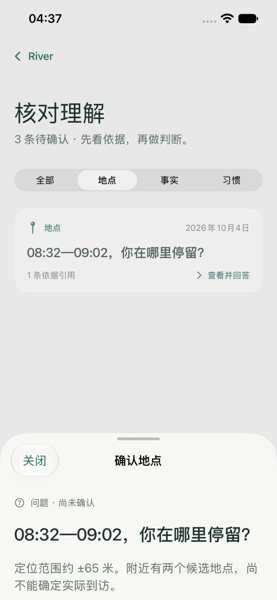 04:37
River
核对理解
3 条待确认 · 先看依据，再做判断。
全部 地点 事实 习惯
地点 2026年10月4日
08:32—09:02，你在哪里停留？
1 条依据引用 查看并回答
关闭 确认地点
问题 · 尚未确认
08:32—09:02，你在哪里停留？
定位范围约 ±65 米。附近有两个候选地点，尚
不能确定实际到访。